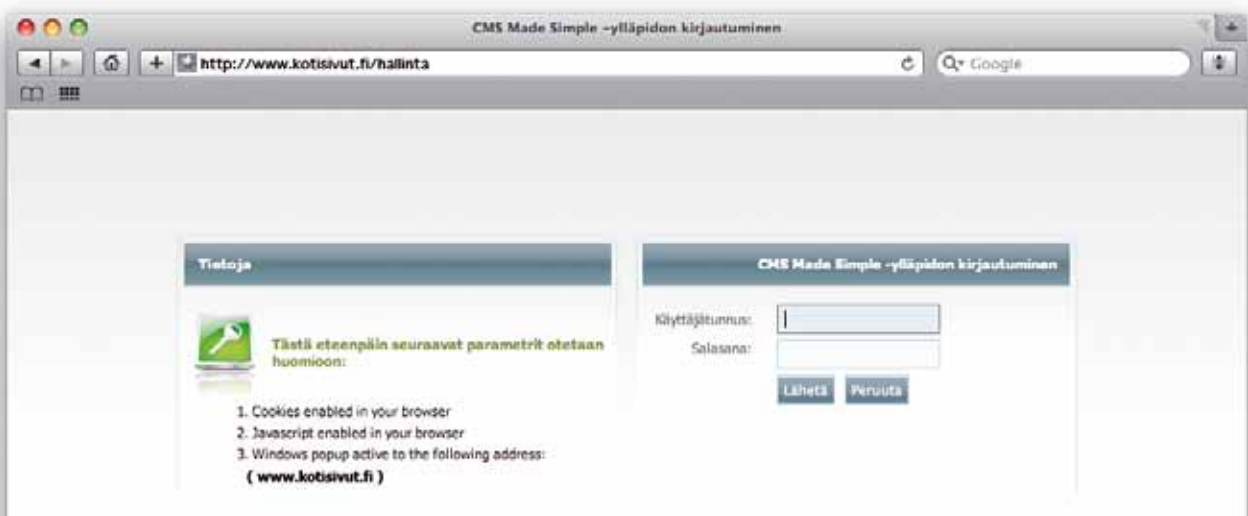 CMS Made Simple –ylläpidon kirjautuminen
http://www.kotisivut.fi/hallinta
Google
Tietoja
Tästä eteenpäin seuraavat parametrit otetaan
huomioon:
1. Cookies enabled in your browser
2. Javascript enabled in your browser
3. Windows popup active to the following address:
( www.kotisivut.fi )
CMS Made Simple -ylläpidon kirjautuminen
Käyttäjätunnus:
Salasana:
Lähetä Peruuta